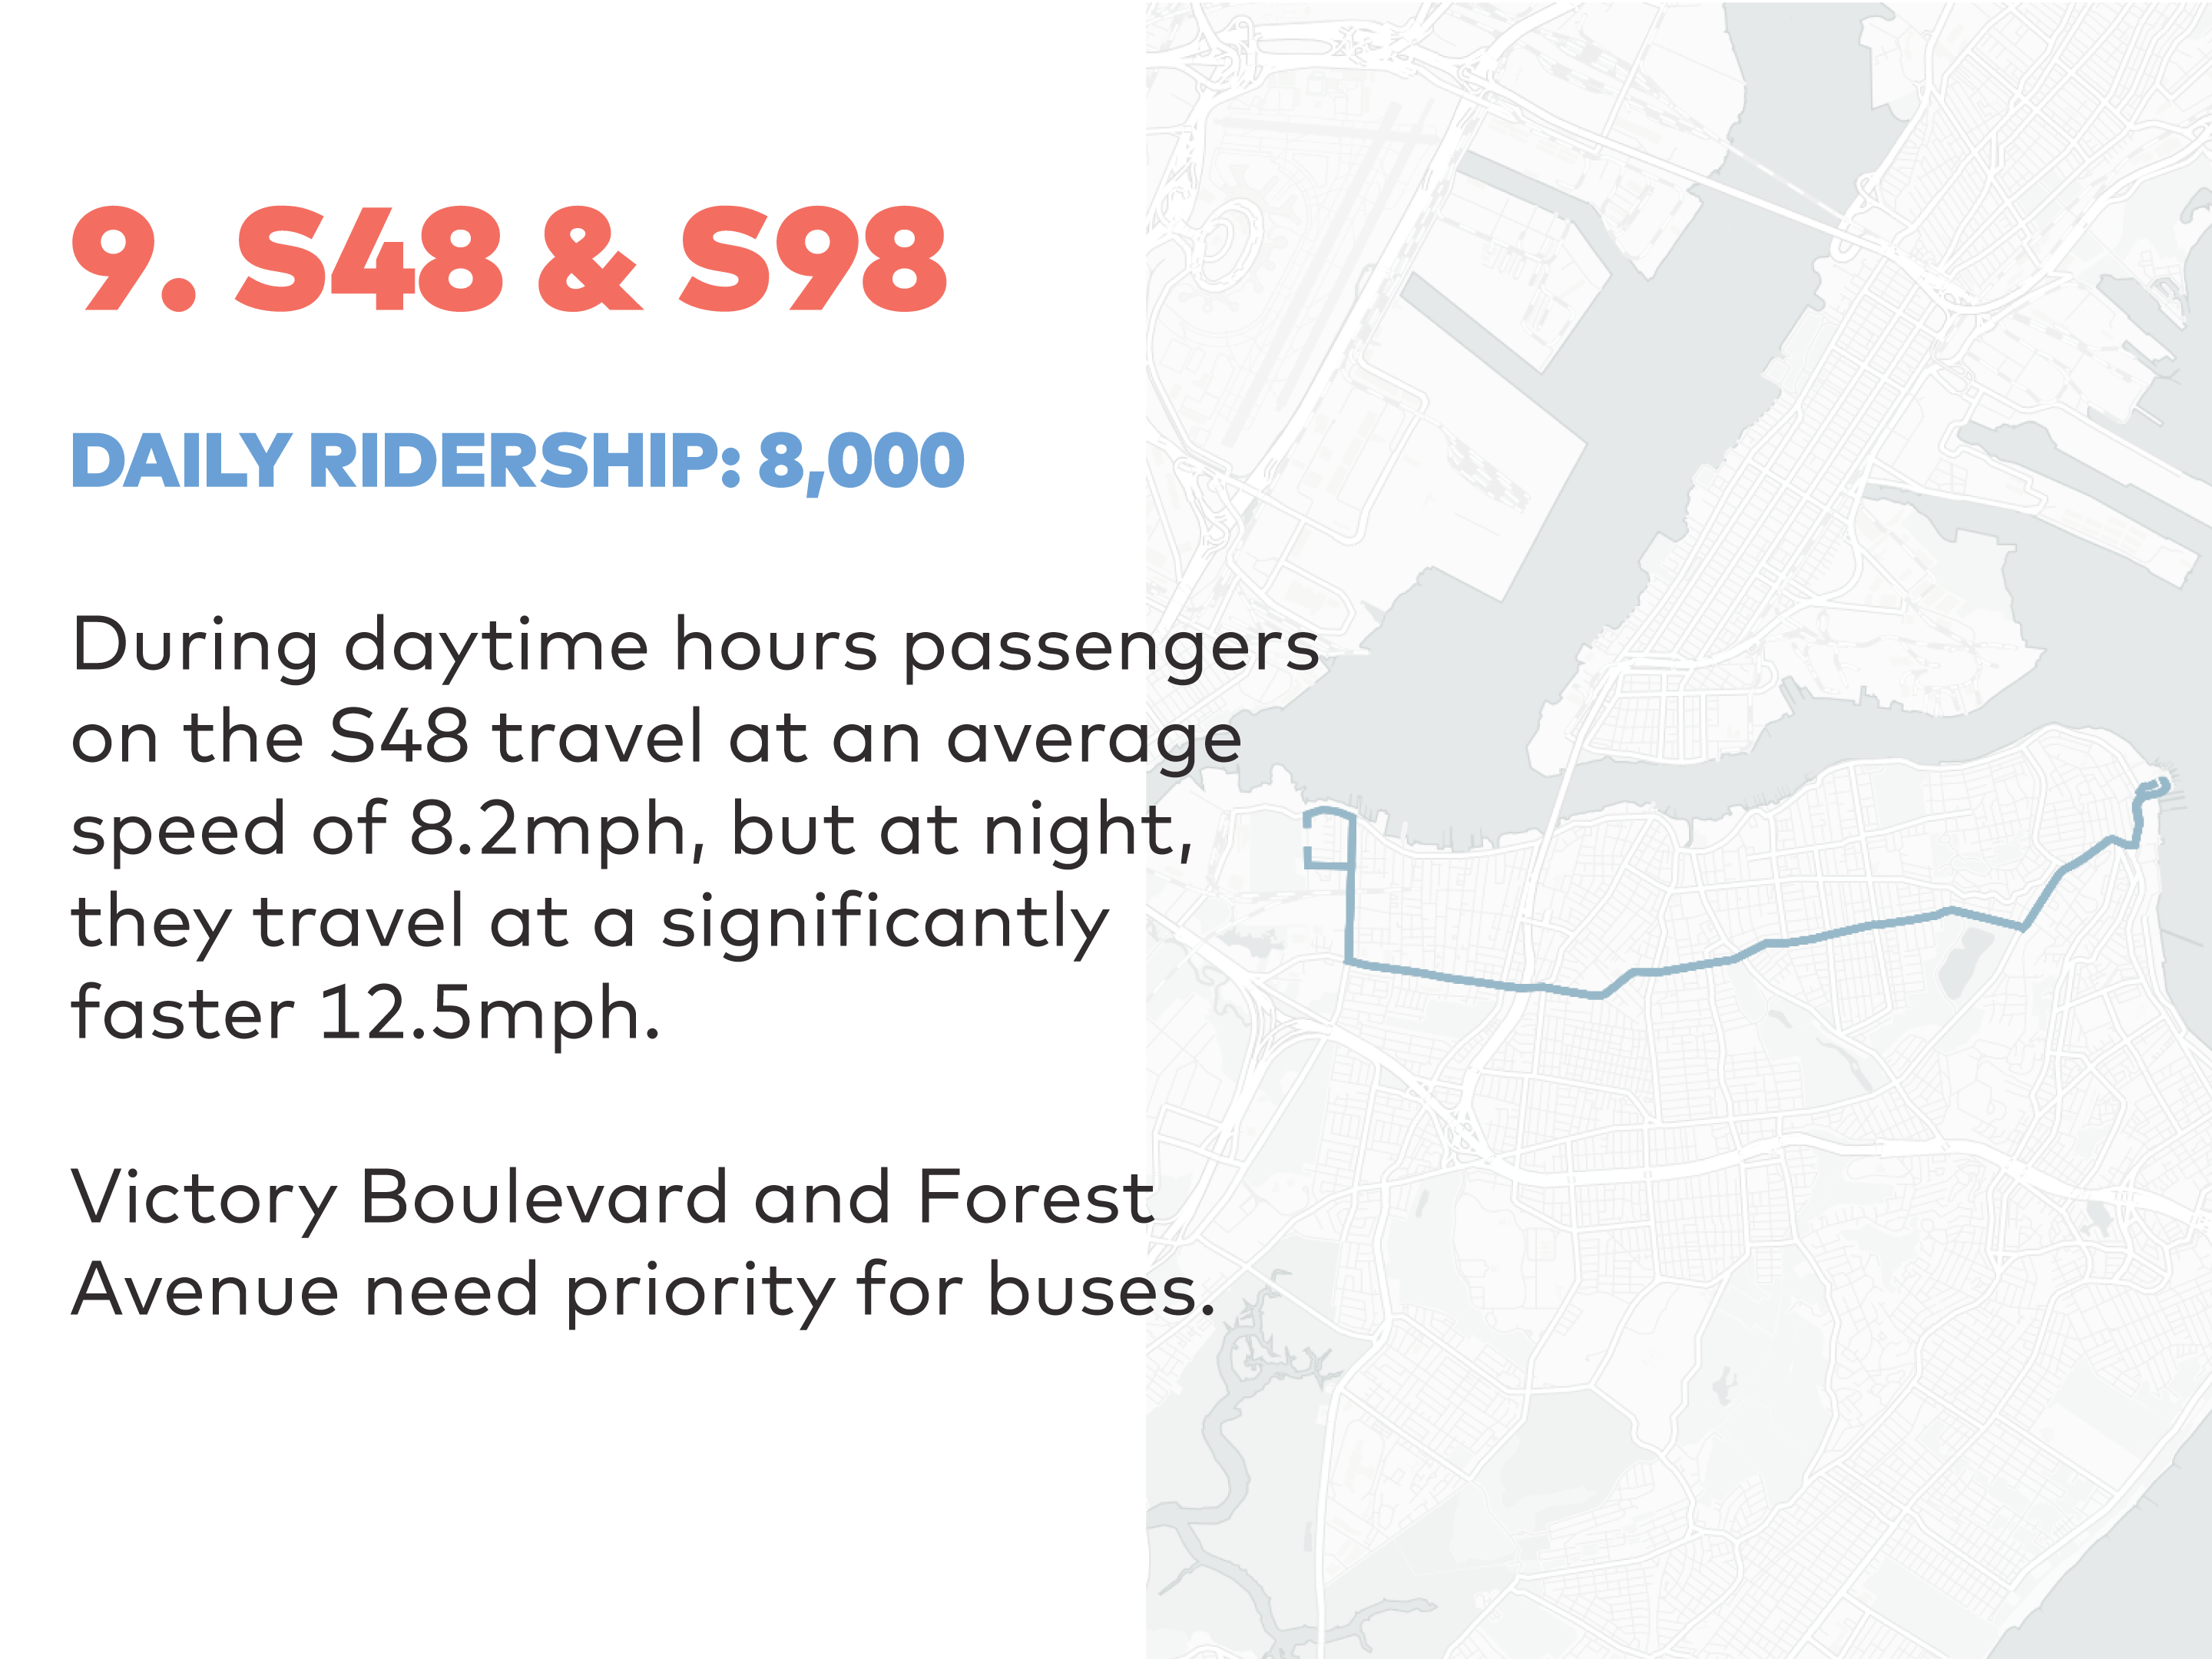 9. S48 & S98
DAILY RIDERSHIP: 8,000
During daytime hours passengers
on the S48 travel at an average
speed of 8.2mph, but at night,
they travel at a significantly
faster 12.5mph.
Victory Boulevard and Forest
Avenue need priority for buses.